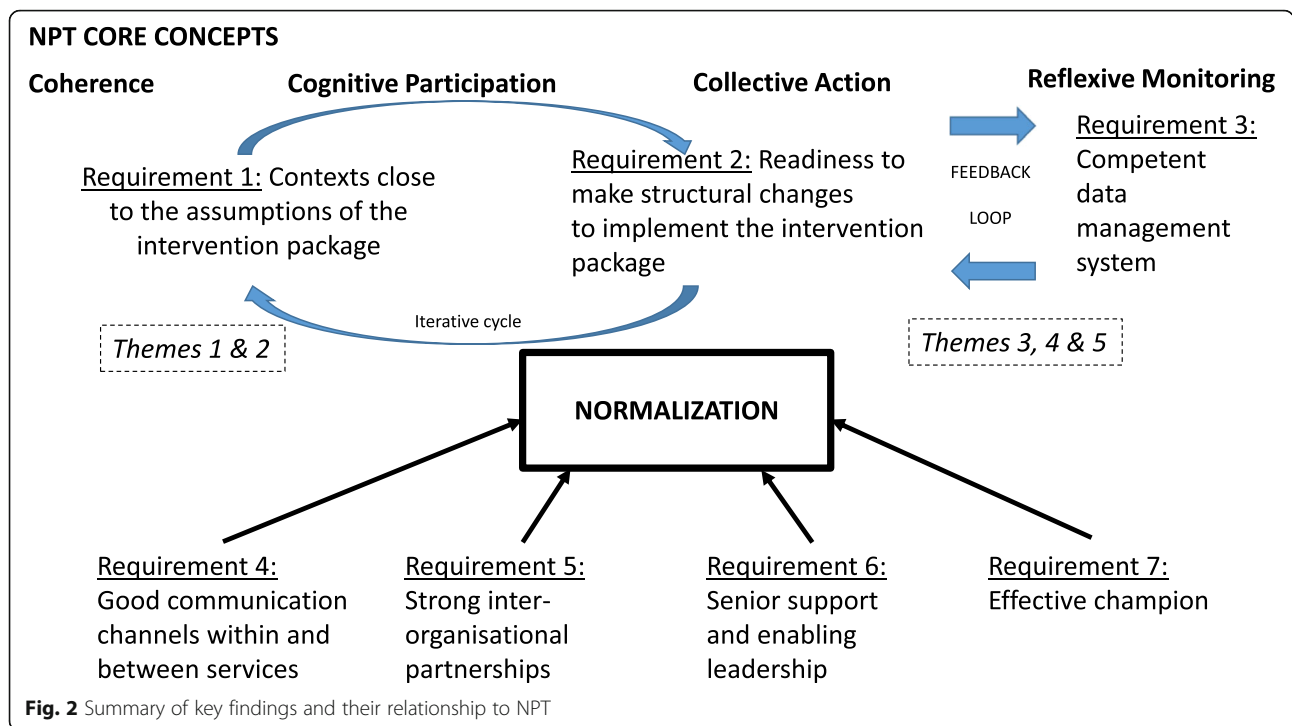 NPT CORE CONCEPTS
Coherence
Cognitive Participation
Collective Action
Reflexive Monitoring
Requirement 1: Contexts close
to the assumptions of the
intervention package
Requirement 2: Readiness to
make structural changes
to implement the intervention
package
FEEDBACK
LOOP
Requirement 3:
Competent
data
management
system
Iterative cycle
Themes 1 & 2
Themes 3, 4 & 5
NORMALIZATION
Requirement 4:
Good communication
channels within and
between services
Requirement 5:
Strong inter-
organisational
partnerships
Requirement 6:
Senior support
and enabling
leadership
Requirement 7:
Effective champion
Fig. 2 Summary of key findings and their relationship to NPT